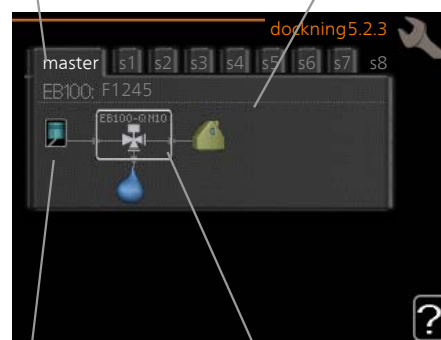 dockning5.2.3
master s1 s2 s3 s4 s5 s6 s7 s8
EB100: F1245
EB100-QN10
?